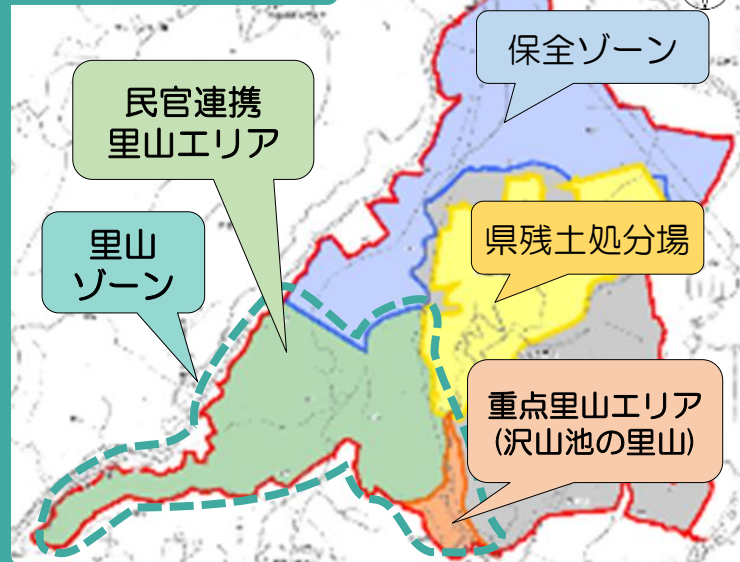 保全ゾーン
民官連携
里山エリア
里山
ゾーン
県残土処分場
重点里山エリア
(沢山池の里山)